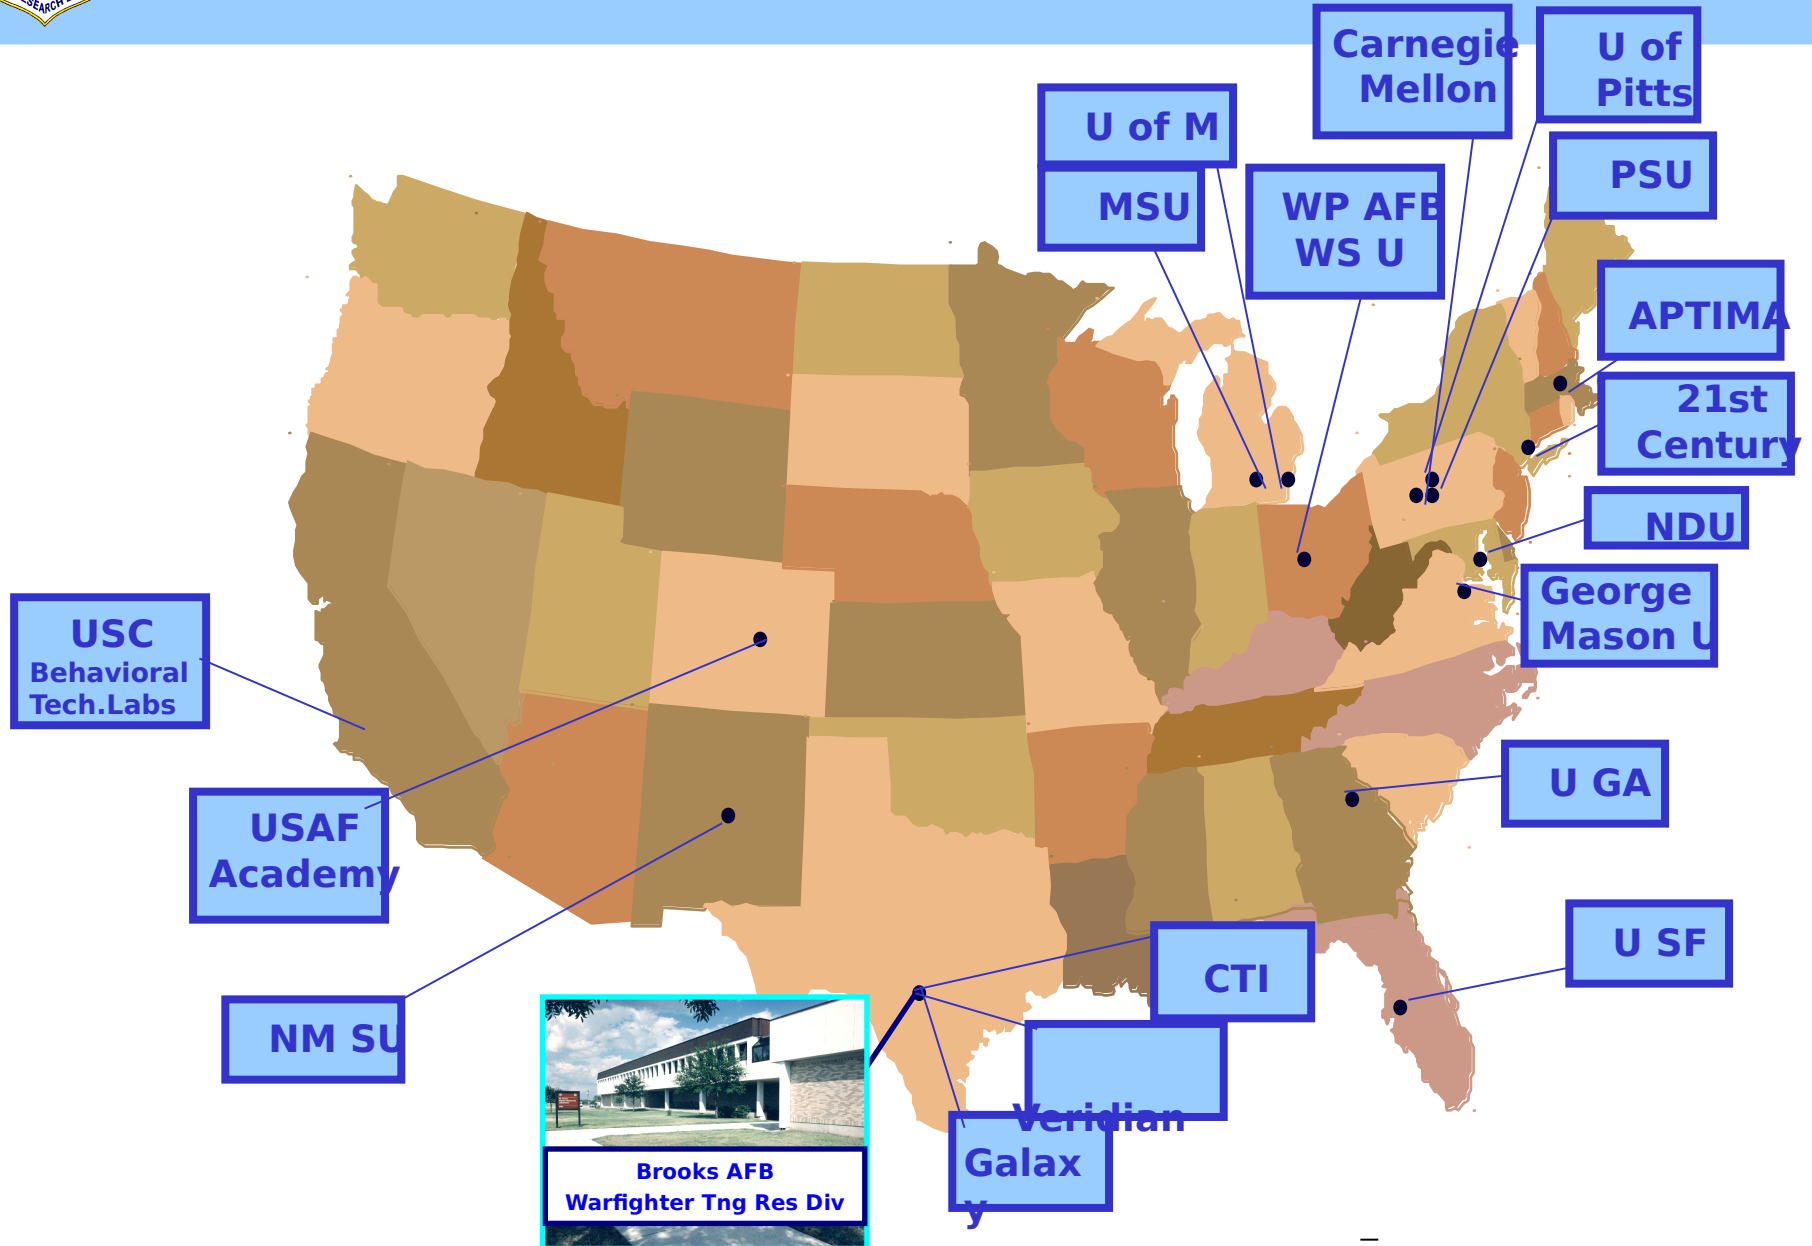 RESEARCH
Carnegie
Mellon
U of
Pitts
U of M
MSU
WP AFB
WS U
PSU
APTIMA
21st
Century
NDU
George
Mason U
USC
Behavioral
Tech.Labs
USAF
Academy
U GA
U SF
CTI
NM SU
Veridian
Galax
y
Brooks AFB
Warfighter Tng Res Div